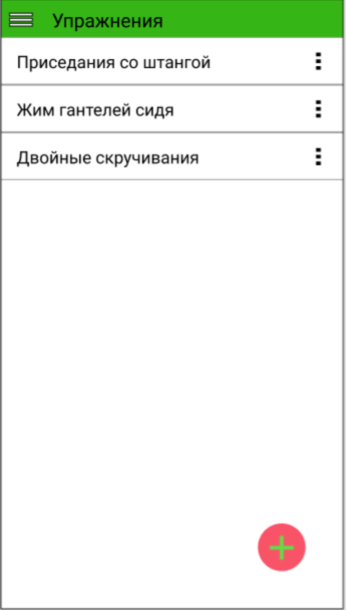 Упражнения
Приседания со штангой
Жим гантелей сидя
Двойные скручивания